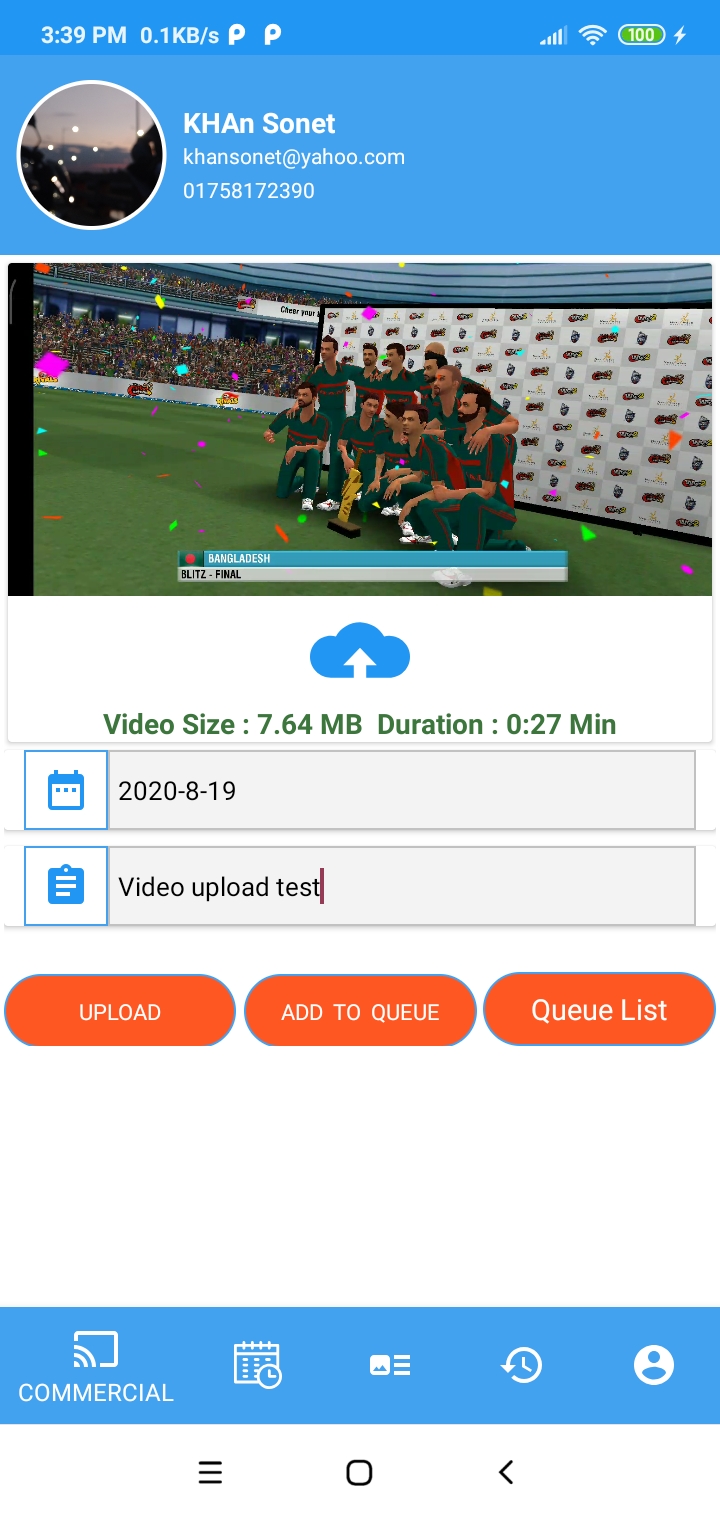 3:39 PM 0.1KB/s 100
KHAn Sonet
khansonet@yahoo.com
01758172390
Cheer your
RIVALS
RIVALS
BANGLADESH
BLITZ - FINAL
Video Size : 7.64 MB Duration : 0:27 Min
2020-8-19
Video upload test
UPLOAD
ADD TO QUEUE
Queue List
COMMERCIAL